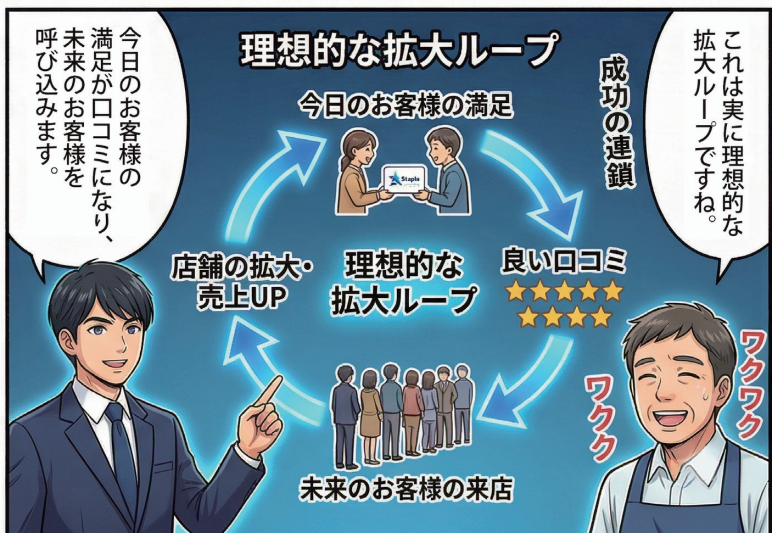 理想的な拡大ループ
これは実に理想的な
拡大ループですね。
成功の連鎖
今日のお客様の
満足が口コミになり、
未来のお客様を
呼び込みます。
今日のお客様の満足
Staple
良い口コミ
未来のお客様の来店
店舗の拡大・
売上UP
理想的な
拡大ループ
ワクワク
ワクク